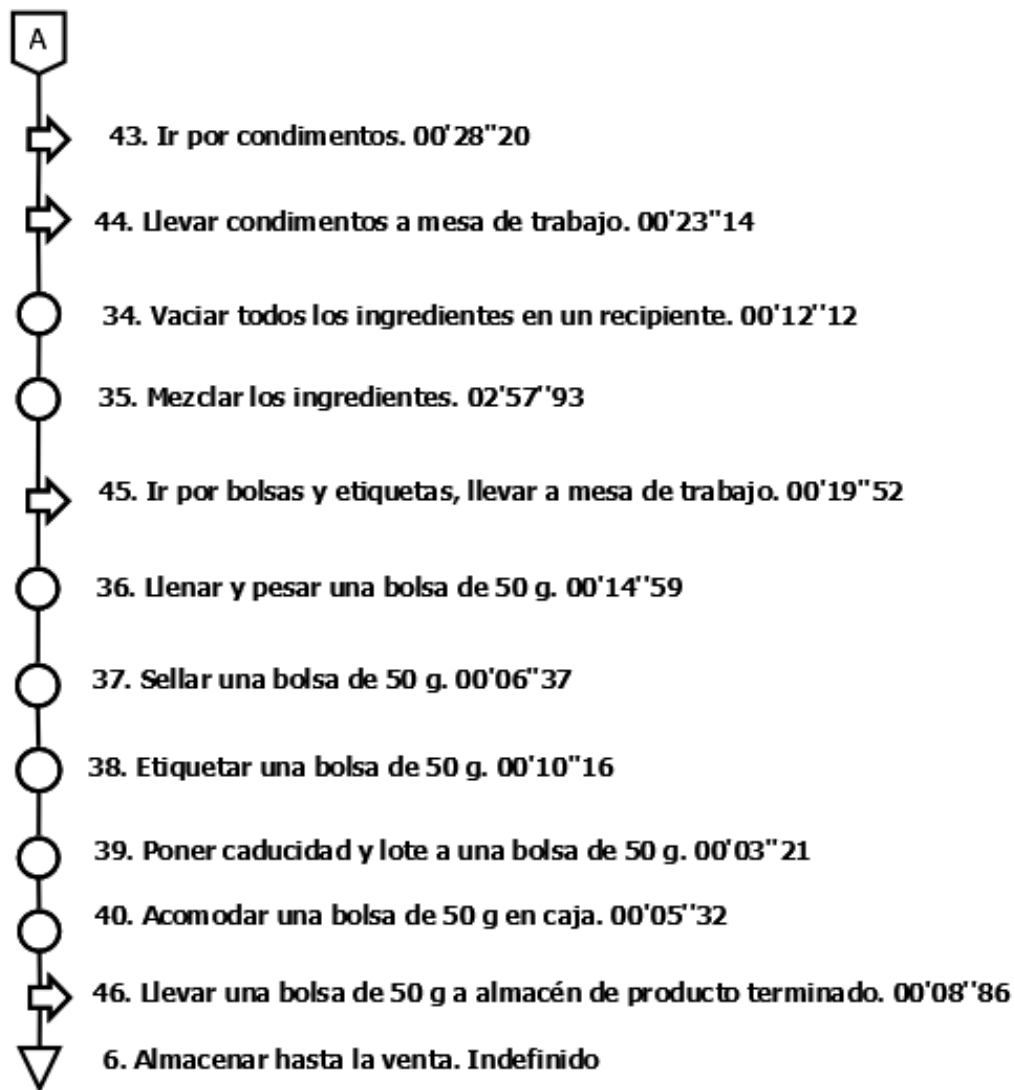 A
43. Ir por condimentos. 00'28"20
44. Llevar condimentos a mesa de trabajo. 00'23"14
34. Vaciar todos los ingredientes en un recipiente. 00'12''12
35. Mezclar los ingredientes. 02'57''93
45. Ir por bolsas y etiquetas, llevar a mesa de trabajo. 00'19"52
36. Llenar y pesar una bolsa de 50 g. 00'14''59
37. Sellar una bolsa de 50 g. 00'06"37
38. Etiquetar una bolsa de 50 g. 00'10"16
39. Poner caducidad y lote a una bolsa de 50 g. 00'03"21
40. Acomodar una bolsa de 50 g en caja. 00'05''32
46. Llevar una bolsa de 50 g a almacén de producto terminado. 00'08''86
6. Almacenar hasta la venta. Indefinido